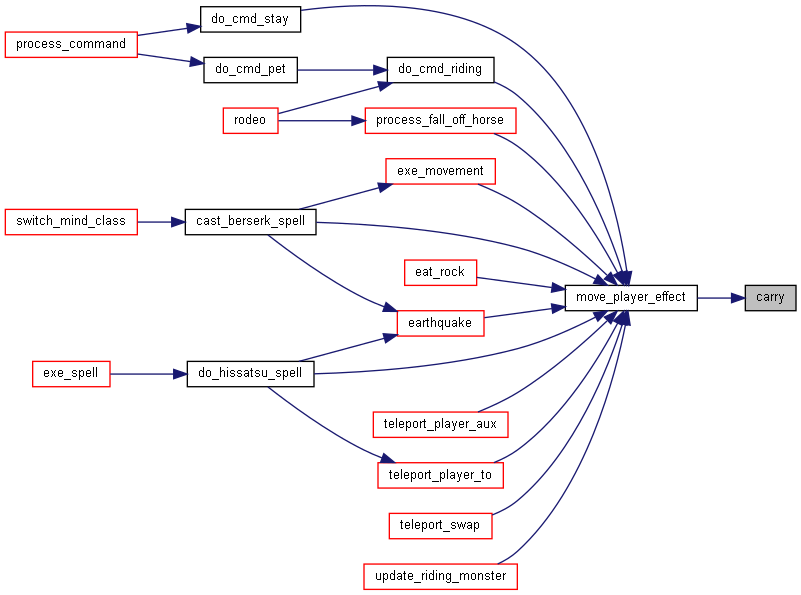 do_cmd_stay
process_command
do_cmd_pet
do_cmd_riding
rodeo
process_fall_off_horse
exe_movement
switch_mind_class
cast_berserk_spell
eat_rock
move_player_effect
carry
earthquake
exe_spell
do_hissatsu_spell
teleport_player_aux
teleport_player_to
teleport_swap
update_riding_monster